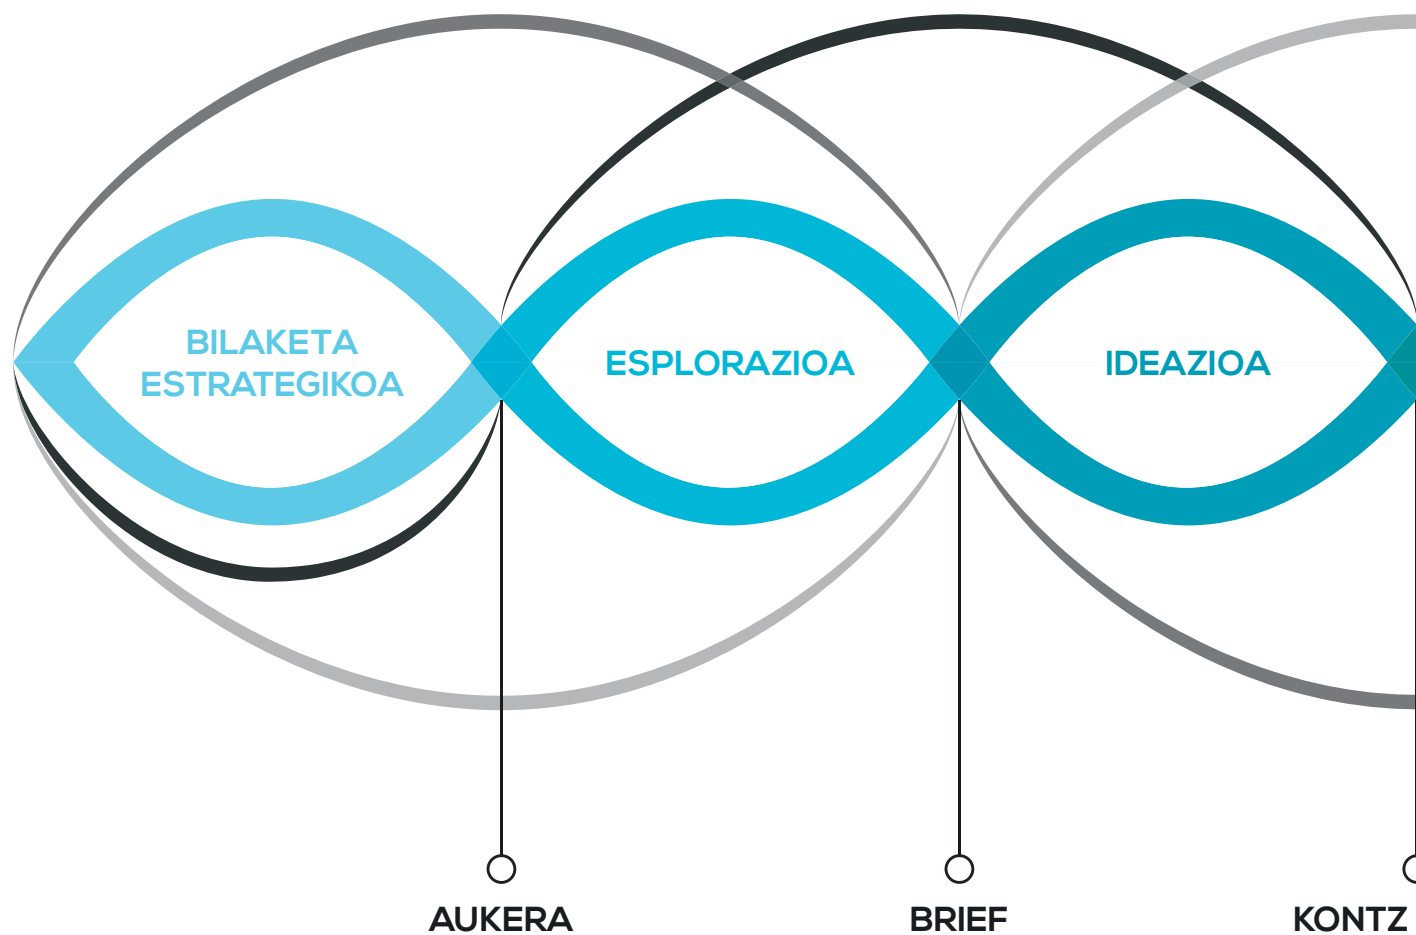 BILAKETA
ESTRATEGIKOA
ESPLORAZIOA
IDEAZIOA
AUKERA
BRIEF
KONTZ